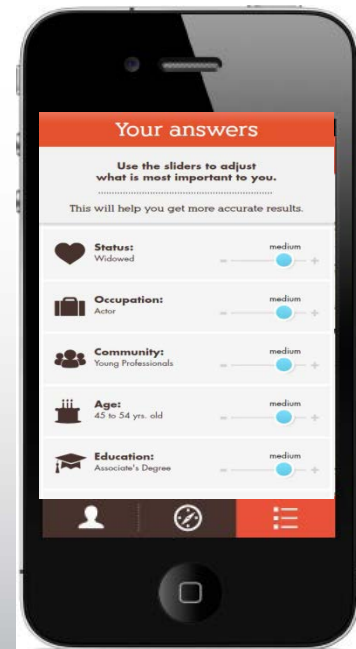 Your answers
Use the sliders to adjust
what is most important to you.
This will help you get more accurate results.
Status:
Widowed
medium
- +
Occupation:
Actor
medium
- +
Community:
Young Professionals
medium
- +
Age:
45 to 54 yrs. old
medium
- +
Education:
Associate's Degree
medium
- +